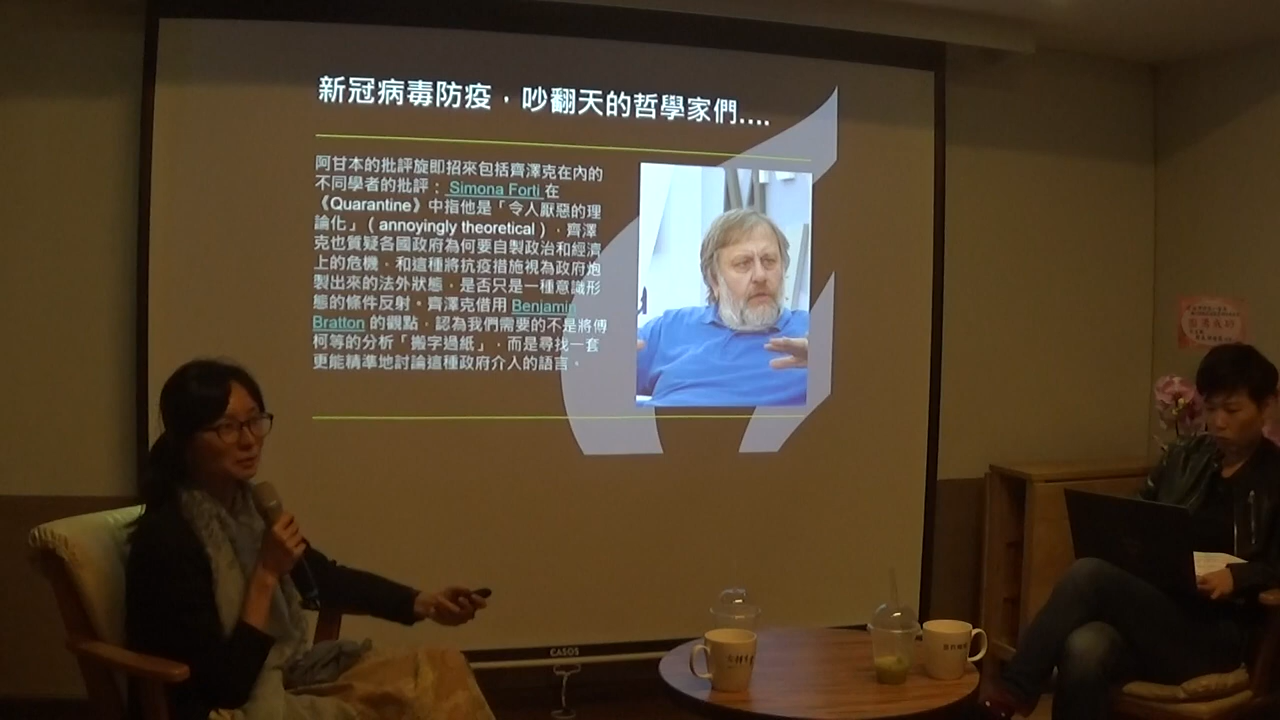 新冠病毒防疫，吵翻天的哲學家們....
阿甘本的批評旋即招來包括齊澤克在內的
不同學者的批評： Simona Forti 在
《Quarantine》中指他是「令人厭惡的理
論化」（annoyingly theoretical），齊澤
克也質疑各國政府為何要自製政治和經濟
上的危機，和這種將抗疫措施視為政府炮
製出來的法外狀態，是否只是一種意識形
態的條件反射。齊澤克借用 Benjamin
Bratton 的觀點，認為我們需要的不是將傅
柯等的分析「搬字過紙」，而是尋找一套
更能精準地討論這種政府介入的語言。
CASOS